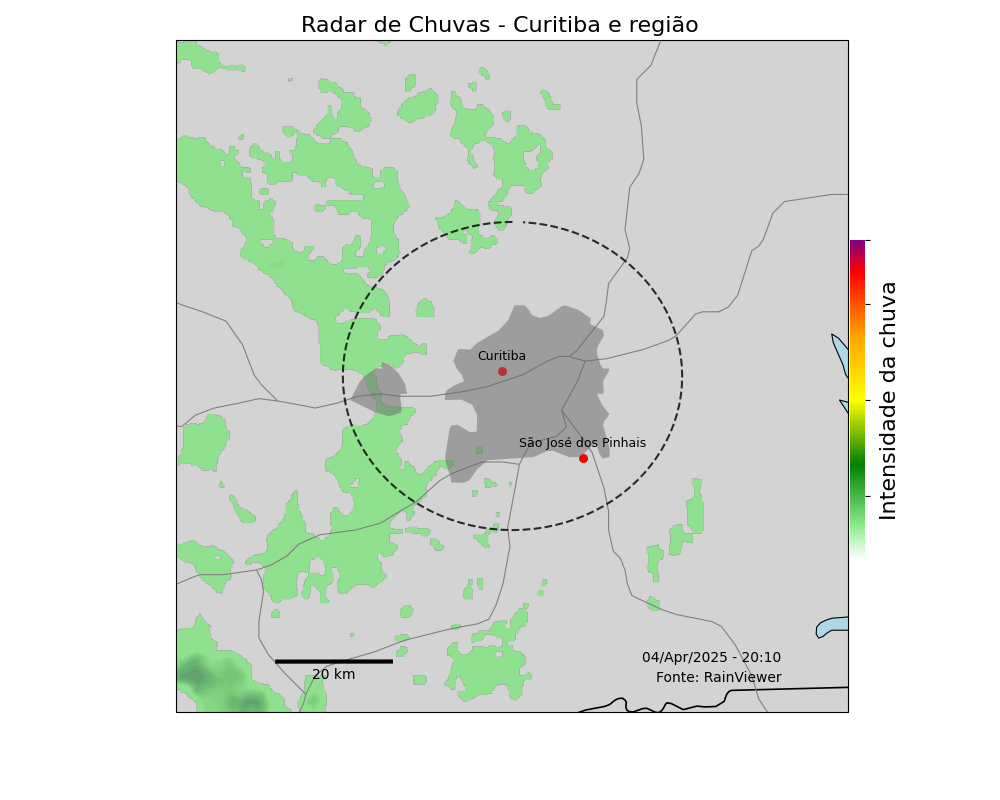 Radar de Chuvas - Curitiba e região
Curitiba
São José dos Pinhais
Intensidade da chuva
04/Apr/2025 - 20:10
Fonte: RainViewer
20 km